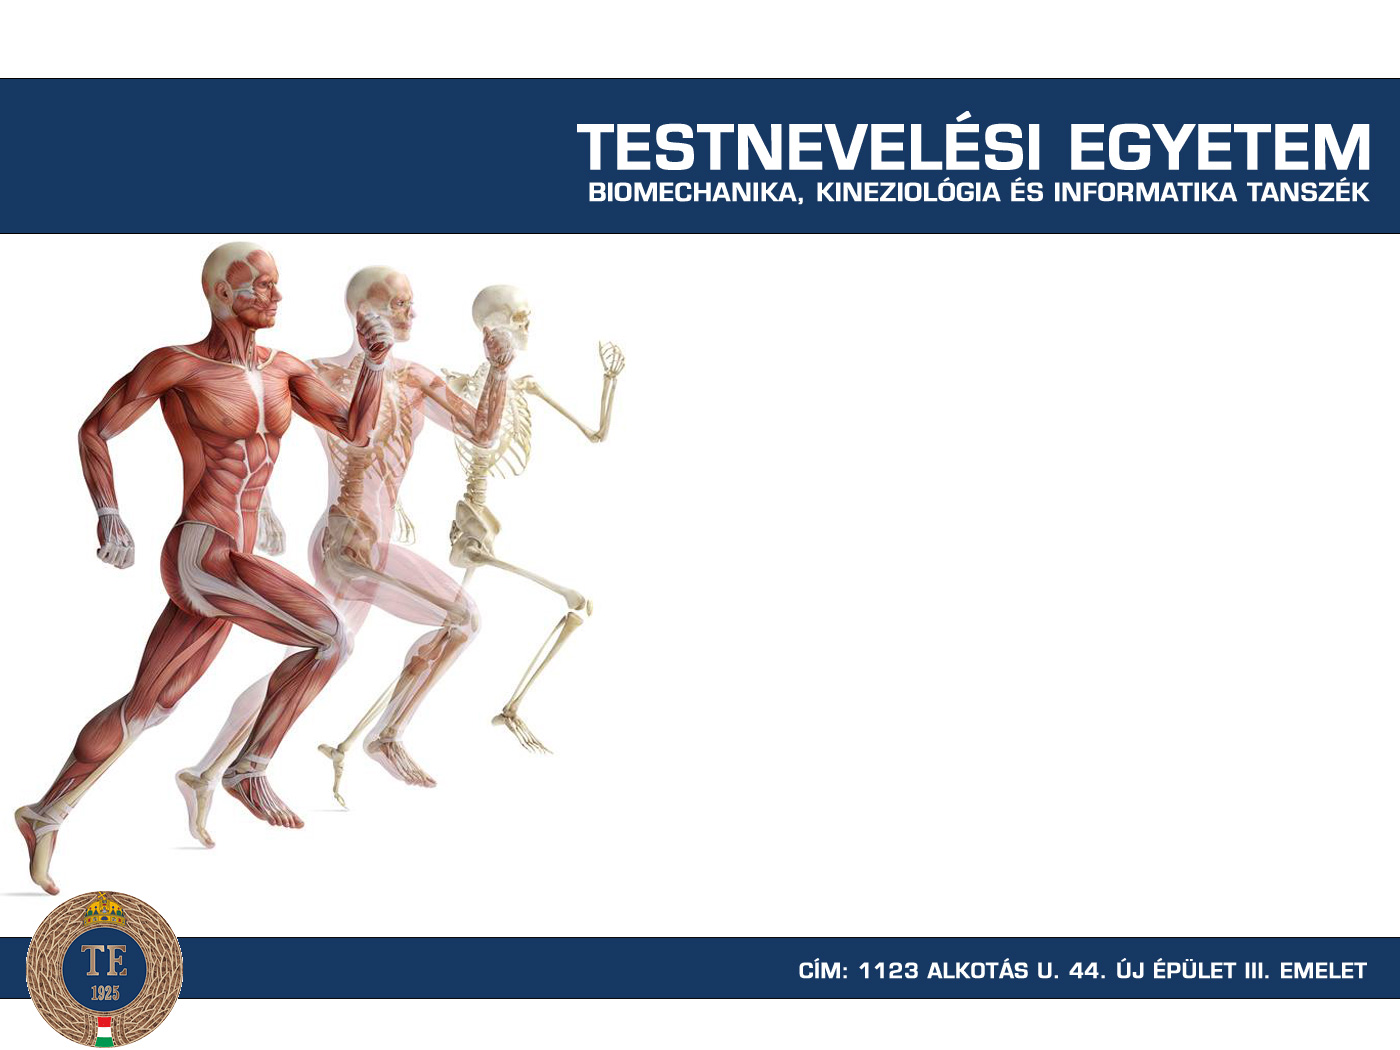 TESTNEVELÉSI EGYETEM
BIOMECHANIKA, KINEZIOLÓGIA ÉS INFORMATIKA TANSZÉK
TE
1925
CÍM: 1123 ALKOTÁS U. 44. ÚJ ÉPÜLET III. EMELET